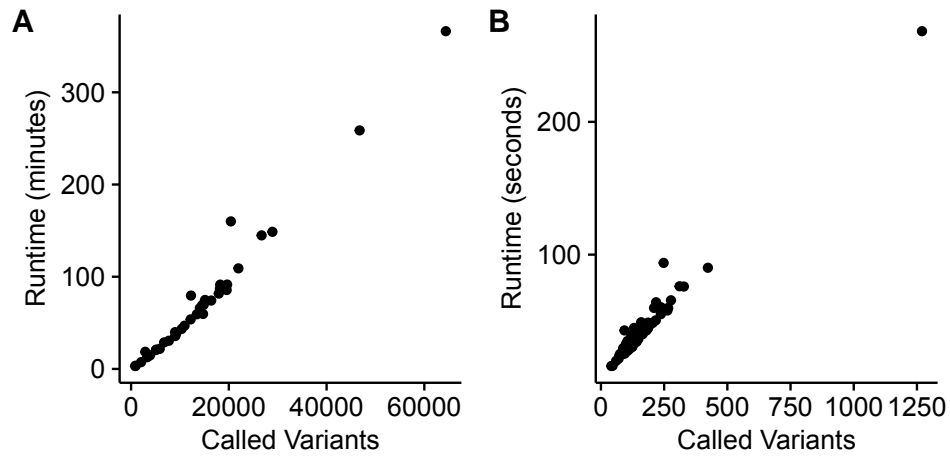 A
B
Runtime (minutes)
300
200
100
0
0 20000 40000 60000
Called Variants
Runtime (seconds)
200
100
0 250 500 750 1000 1250
Called Variants